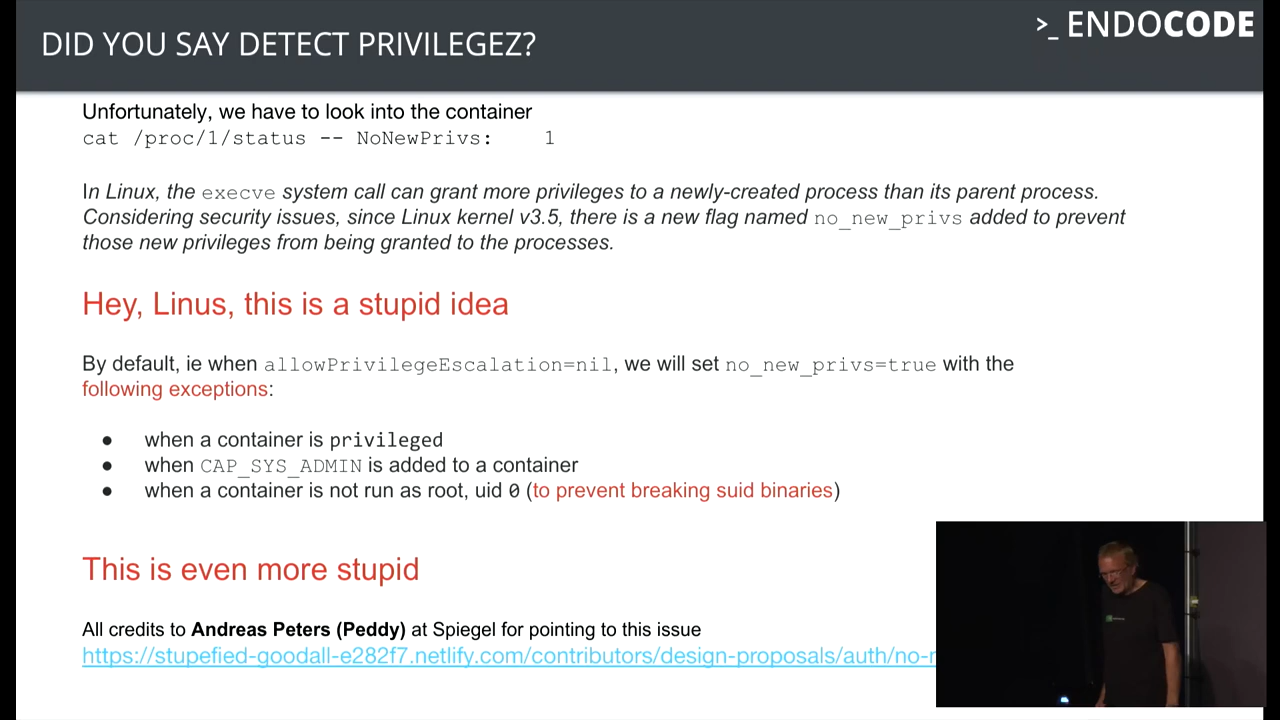 DID YOU SAY DETECT PRIVILEGEZ?
>_ ENDOCODE
Unfortunately, we have to look into the container
cat /proc/1/status -- NoNewPrivs: 1
In Linux, the execve system call can grant more privileges to a newly-created process than its parent process.
Considering security issues, since Linux kernel v3.5, there is a new flag named no_new_privs added to prevent
those new privileges from being granted to the processes.
Hey, Linus, this is a stupid idea
By default, ie when allowPrivilegeEscalation=nil, we will set no_new_privs=true with the
following exceptions:
● when a container is privileged
● when CAP_SYS_ADMIN is added to a container
● when a container is not run as root, uid 0 (to prevent breaking suid binaries)
This is even more stupid
All credits to Andreas Peters (Peddy) at Spiegel for pointing to this issue
https://stupefied-goodall-e282f7.netlify.com/contributors/design-proposals/auth/no-